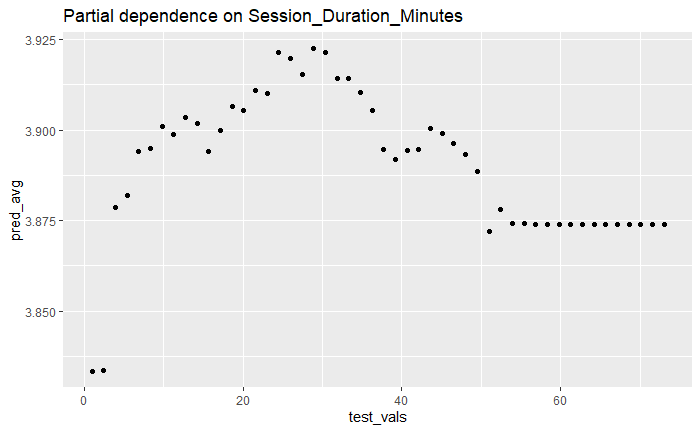 Partial dependence on Session_Duration_Minutes
3.925
3.900
3.875
3.850
pred_avg
0
20
40
60
test_vals